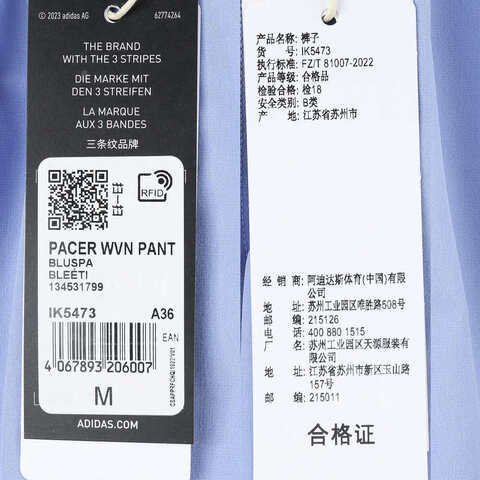 © 2023 adidas AG 62774264
THE BRAND
WITH THE 3 STRIPES
DIE MARKE MIT
DEN 3 STREIFEN
LA MARQUE
AUX 3 BANDES
三条纹品牌
RFID
PACER WVN PANT
BLUSPA
BLEÉTI
134531799
IK5473 A36
EAN
4 067893 206007
M
ADIDAS.COM
产品名称: 裤子
货 号: IK5473
执行标准: FZ/T 81007-2022
产品等级: 合格品
检验合格: 检18
安全类别: B类
产 地: 江苏省苏州市
经 销 商: 阿迪达斯体育(中国)有限
公司
地 址: 苏州工业园区唯胜路508号
邮 编: 215126
电 话: 400 880 1515
厂 名: 苏州工业园区天源服装有
限公司
地 址: 江苏省苏州市新区玉山路
157号
邮 编: 215011
合格证